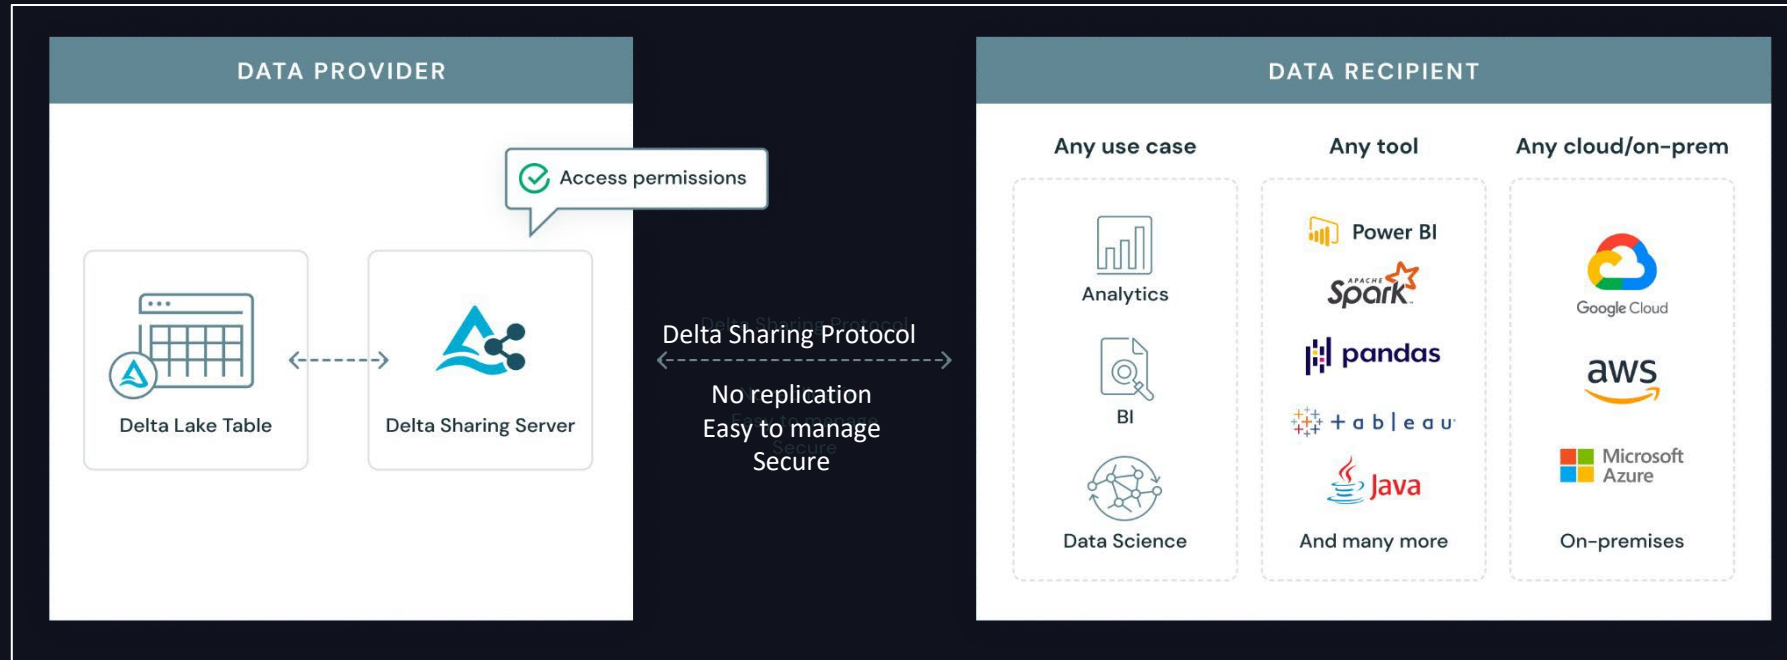 DATA PROVIDER
Access permissions
Delta Lake Table
Delta Sharing Server
Delta Sharing Protocol
No replication
Easy to manage
Secure
DATA RECIPIENT
Any use case
Analytics
BI
Data Science
Any tool
Power BI
APACHE
Spark
pandas
+ableau
Java
And many more
Any cloud/on-prem
Google Cloud
aws
Microsoft
Azure
On-premises